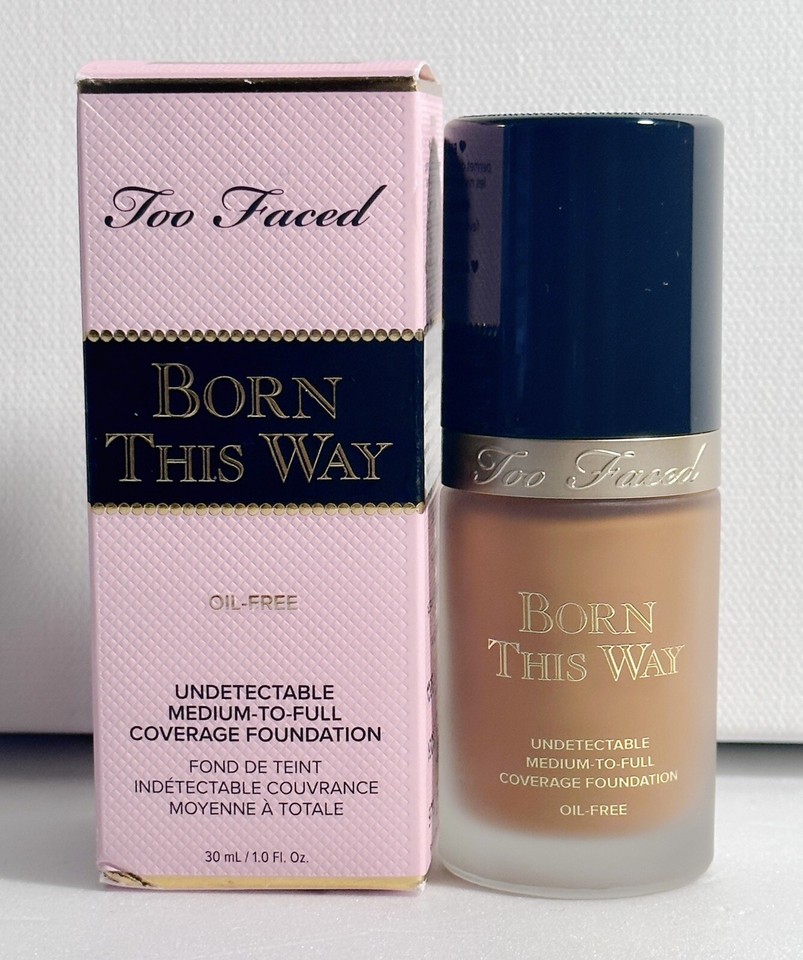 Too Faced
BORN
THIS WAY
OIL-FREE
UNDETECTABLE
MEDIUM-TO-FULL
COVERAGE FOUNDATION
FOND DE TEINT
INDÉTECTABLE COUVRANCE
MOYENNE À TOTALE
30 mL / 1.0 Fl. Oz.
Too Faced
BORN
THIS WAY
UNDETECTABLE
MEDIUM-TO-FULL
COVERAGE FOUNDATION
OIL-FREE